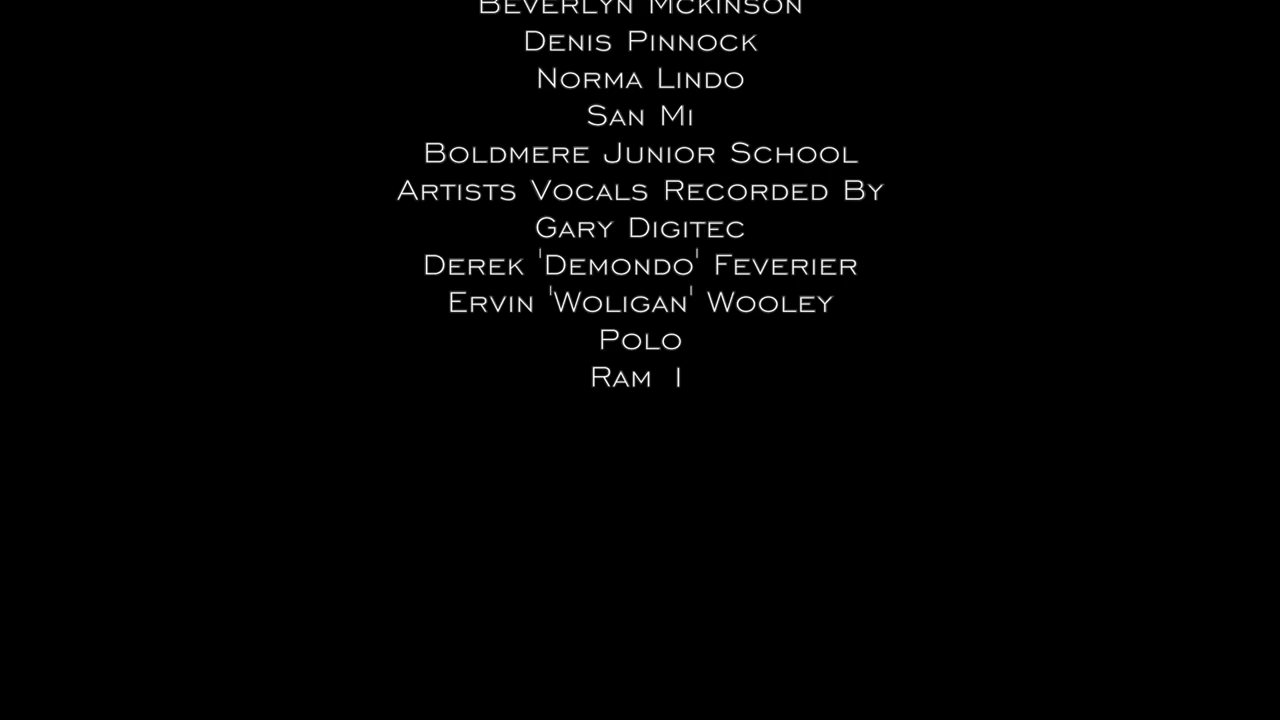 Beverlyn Mckinson
Denis Pinnock
Norma Lindo
San Mi
Boldmere Junior School
Artists Vocals Recorded By
Gary Digitec
Derek 'Demondo' Feverier
Ervin 'Woligan' Wooley
Polo
Ram 1